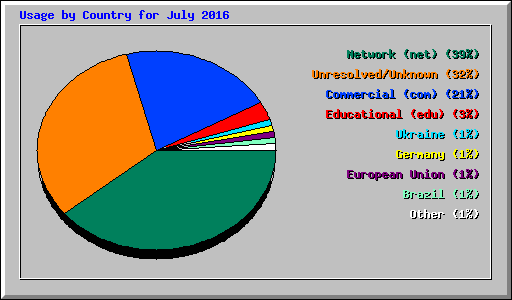 Usage by Country for July 2016
Network (net) (39%)
Unresolved/Unknown (32%)
Commercial (com) (21%)
Educational (edu) (3%)
Ukraine (1%)
Germany (1%)
European Union (1%)
Brazil (1%)
Other (1%)